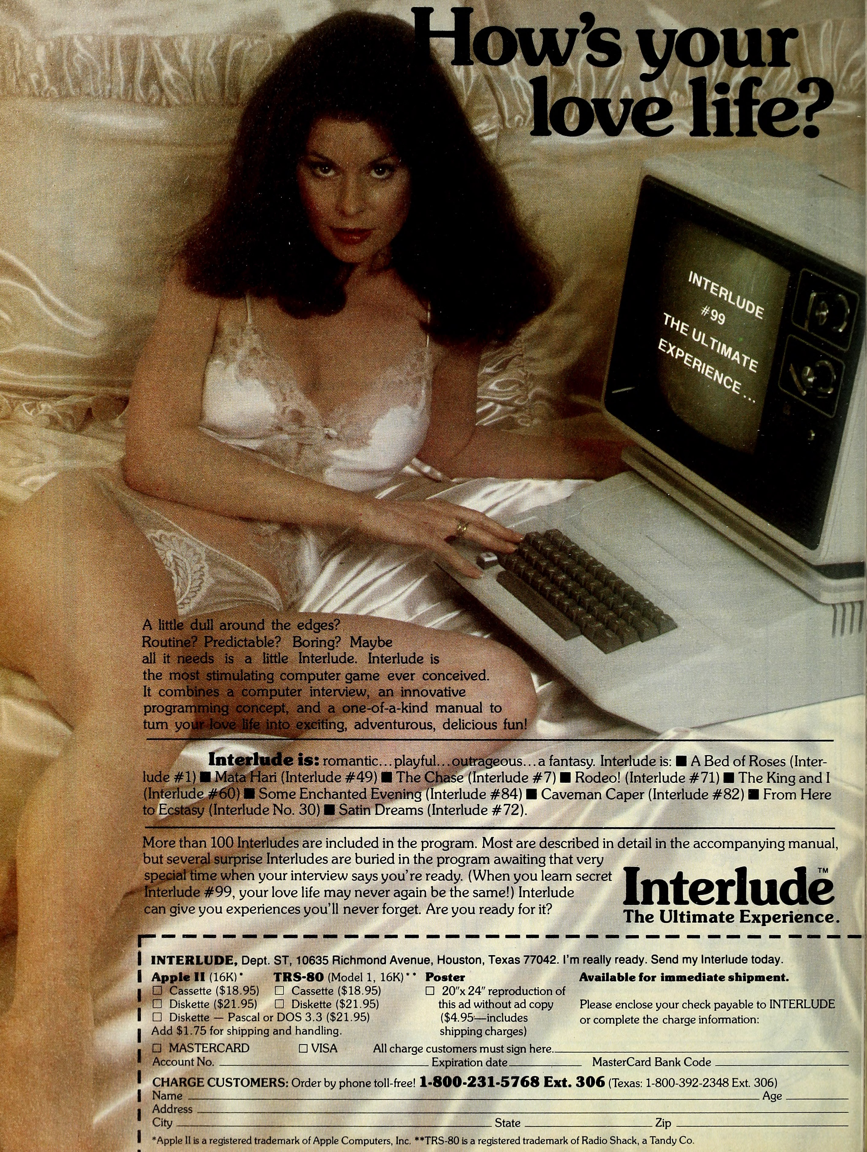 How's your
love life?
INTERLUDE
#99
THE ULTIMATE
EXPERIENCE...
A little dull around the edges?
Routine? Predictable? Boring? Maybe
all it needs is a little Interlude. Interlude is
the most stimulating computer game ever conceived.
It combines a computer interview, an innovative
programming concept, and a one-of-a-kind manual to
turn your love life into exciting, adventurous, delicious fun!
Interlude is: romantic...playful...outrageous...a fantasy. Interlude is: ■ A Bed of Roses (Inter-
lude #1) ■ Mata Hari (Interlude #49) ■ The Chase (Interlude #7) ■ Rodeo! (Interlude #71) ■ The King and I
(Interlude #60) ■ Some Enchanted Evening (Interlude #84) ■ Caveman Caper (Interlude #82) ■ From Here
to Ecstasy (Interlude No. 30) ■ Satin Dreams (Interlude #72).
More than 100 Interludes are included in the program. Most are described in detail in the accompanying manual,
but several surprise Interludes are buried in the program awaiting that very
special time when your interview says you're ready. (When you learn secret
Interlude #99, your love life may never again be the same!) Interlude
can give you experiences you'll never forget. Are you ready for it?
Interlude™
The Ultimate Experience.
INTERLUDE, Dept. ST, 10635 Richmond Avenue, Houston, Texas 77042. I'm really ready. Send my Interlude today.
Apple II (16K)* TRS-80 (Model 1, 16K)** Poster Available for immediate shipment.
☐ Cassette ($18.95) ☐ Cassette ($18.95) ☐ 20"x 24" reproduction of
☐ Diskette ($21.95) ☐ Diskette ($21.95) this ad without ad copy Please enclose your check payable to INTERLUDE
☐ Diskette — Pascal or DOS 3.3 ($21.95) ($4.95—includes or complete the charge information:
Add $1.75 for shipping and handling. shipping charges)
☐ MASTERCARD ☐ VISA All charge customers must sign here.
Account No. Expiration date MasterCard Bank Code
CHARGE CUSTOMERS: Order by phone toll-free! 1-800-231-5768 Ext. 306 (Texas: 1-800-392-2348 Ext. 306)
Name Age
Address
City State Zip
*Apple II is a registered trademark of Apple Computers, Inc. **TRS-80 is a registered trademark of Radio Shack, a Tandy Co.